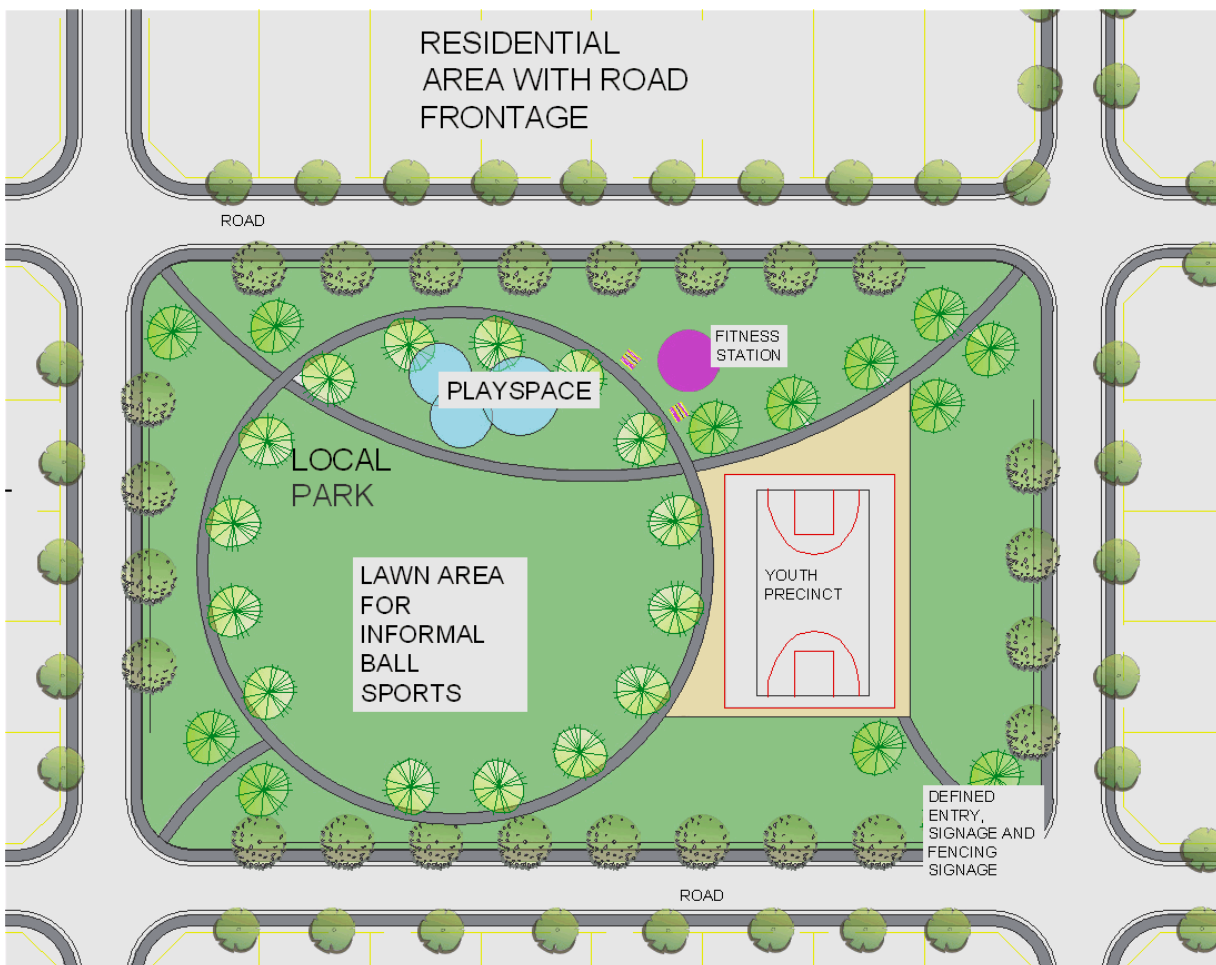 RESIDENTIAL
AREA WITH ROAD
FRONTAGE
ROAD
FITNESS
STATION
PLAYSPACE
LOCAL
PARK
LAWN AREA
FOR
INFORMAL
BALL
SPORTS
YOUTH
PRECINCT
DEFINED
ENTRY,
SIGNAGE AND
FENCING
SIGNAGE
ROAD